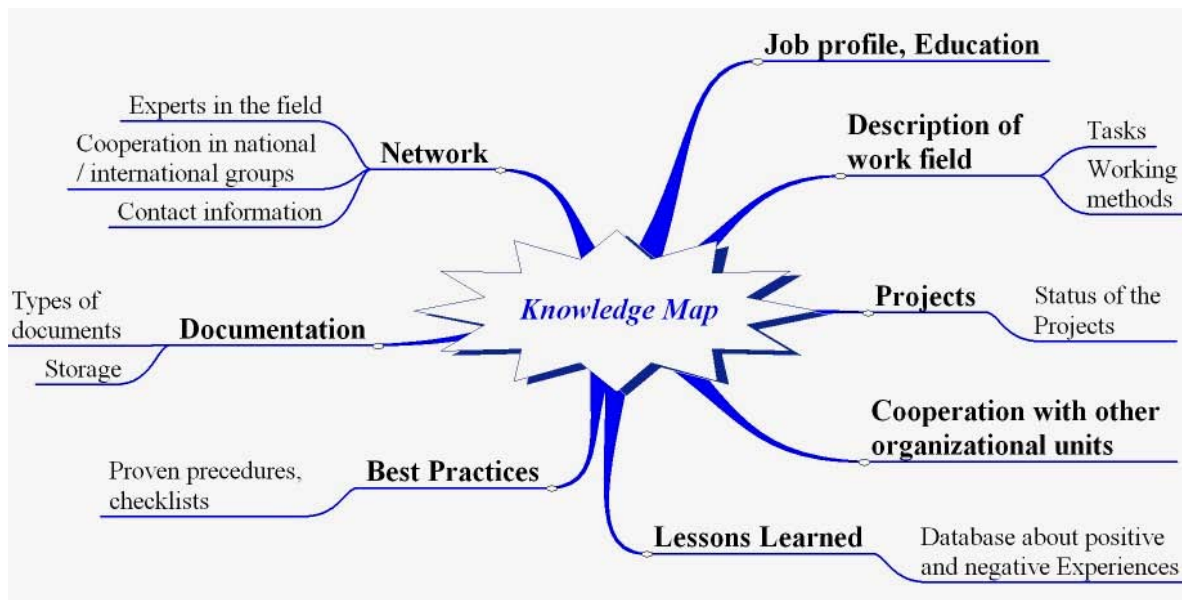 Job profile, Education
Description of
work field
Tasks
Working
methods
Projects
Status of the
Projects
Cooperation with other
organizational units
Lessons Learned
Database about positive
and negative Experiences
Best Practices
Proven precedures,
checklists
Documentation
Types of
documents
Storage
Network
Experts in the field
Cooperation in national
/ international groups
Contact information
Knowledge Map